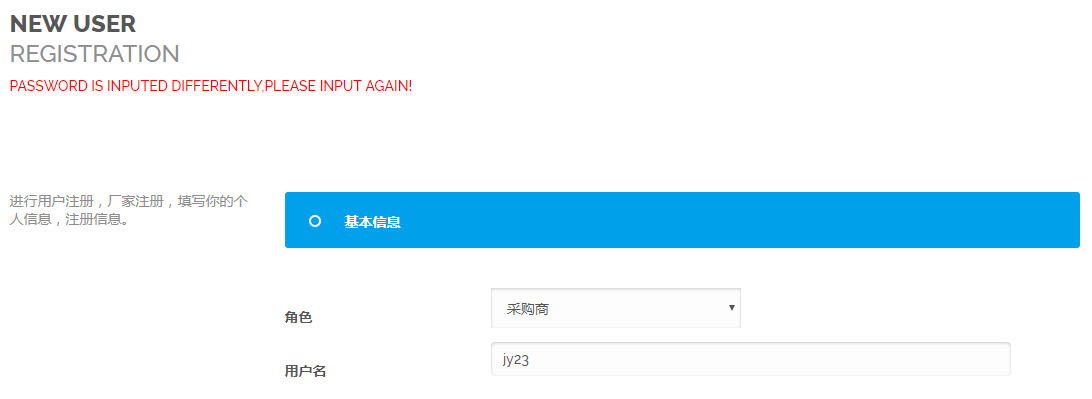 NEW USER
REGISTRATION
PASSWORD IS INPUTED DIFFERENTLY,PLEASE INPUT AGAIN!
进行用户注册，厂家注册，填写你的个
人信息，注册信息。
基本信息
角色
采购商
用户名
jy23